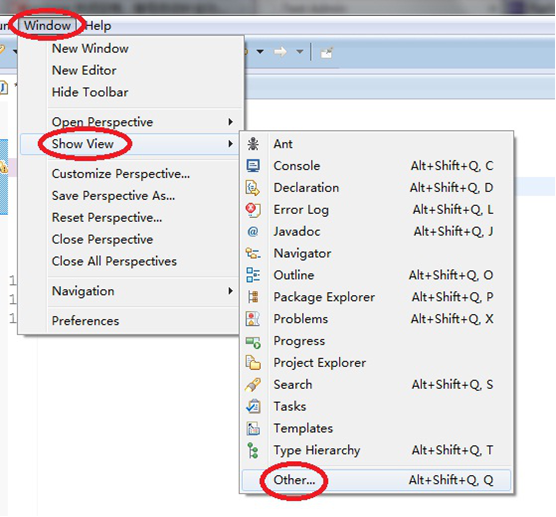 Window Help
New Window
New Editor
Hide Toolbar
Open Perspective
Show View
Customize Perspective...
Save Perspective As...
Reset Perspective...
Close Perspective
Close All Perspectives
Navigation
Preferences
Ant
Console Alt+Shift+Q, C
Declaration Alt+Shift+Q, D
Error Log Alt+Shift+Q, L
Javadoc Alt+Shift+Q, J
Navigator
Outline Alt+Shift+Q, O
Package Explorer Alt+Shift+Q, P
Problems Alt+Shift+Q, X
Progress
Project Explorer
Search Alt+Shift+Q, S
Tasks
Templates
Type Hierarchy Alt+Shift+Q, T
Other... Alt+Shift+Q, Q